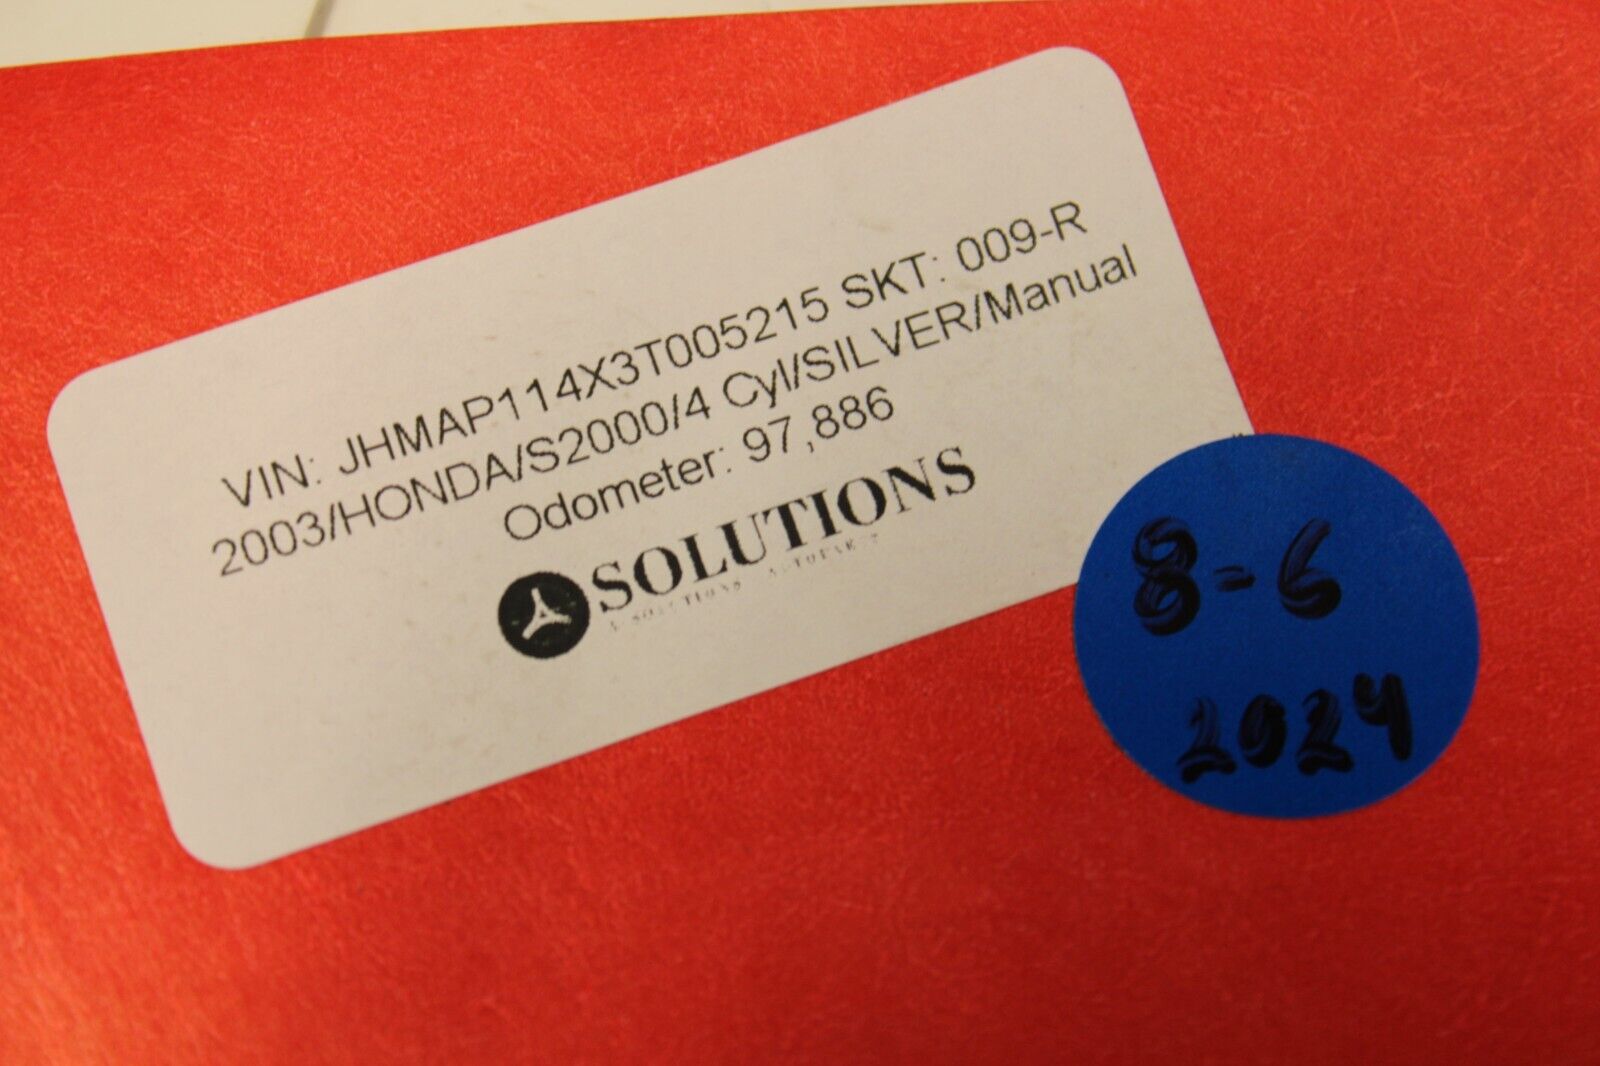 VIN: JHMAP114X3T005215 SKT: 009-R
2003/HONDA/S2000/4 Cyl/SILVER/Manual
Odometer: 97,886
SOLUTIONS
8-6
2024